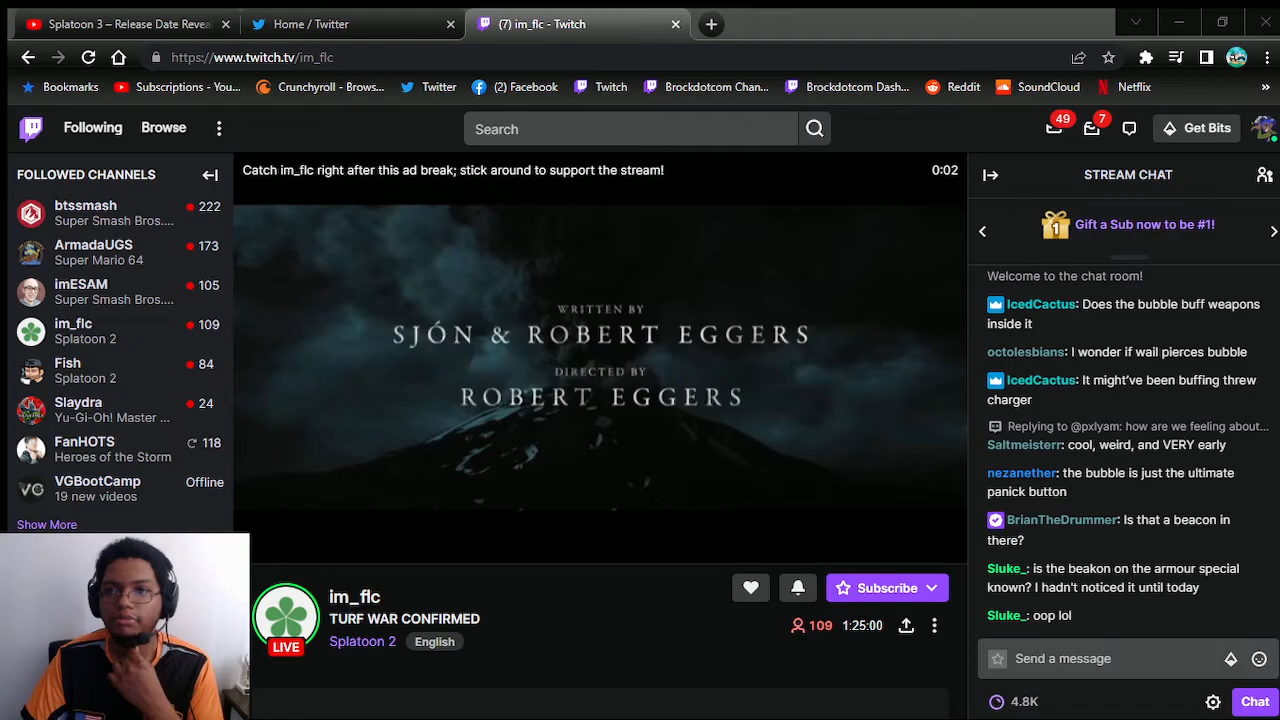 Splatoon 3 – Release Date Revea
Home / Twitter
(7) im_flc - Twitch
https://www.twitch.tv/im_flc
Bookmarks
Subscriptions - You...
Crunchyroll - Brows...
Twitter
(2) Facebook
Twitch
Brockdotcom Chan...
Brockdotcom Dash...
Reddit
SoundCloud
Netflix
»
Following
Browse
Search
49
7
Get Bits
FOLLOWED CHANNELS
btssmash
222
Super Smash Bros....
ArmadaUGS
173
Super Mario 64
imESAM
105
Super Smash Bros....
im_flc
109
Splatoon 2
Fish
84
Splatoon 2
Slaydra
24
Yu-Gi-Oh! Master ...
FanHOTS
118
Heroes of the Storm
VGBootCamp
Offline
19 new videos
Show More
Catch im_flc right after this ad break; stick around to support the stream!
0:02
WRITTEN BY
SJÓN & ROBERT EGGERS
DIRECTED BY
ROBERT EGGERS
LIVE
im_flc
TURF WAR CONFIRMED
Splatoon 2
English
Subscribe
109
1:25:00
STREAM CHAT
1
Gift a Sub now to be #1!
Welcome to the chat room!
IcedCactus: Does the bubble buff weapons
inside it
octolesbians: I wonder if wail pierces bubble
IcedCactus: It might've been buffing threw
charger
Replying to @pxlyam: how are we feeling about...
Saltmeisterr: cool, weird, and VERY early
nezanether: the bubble is just the ultimate
panick button
BrianTheDrummer: Is that a beacon in
there?
Sluke_: is the beakon on the armour special
known? I hadn't noticed it until today
Sluke_: oop lol
Send a message
4.8K
Chat